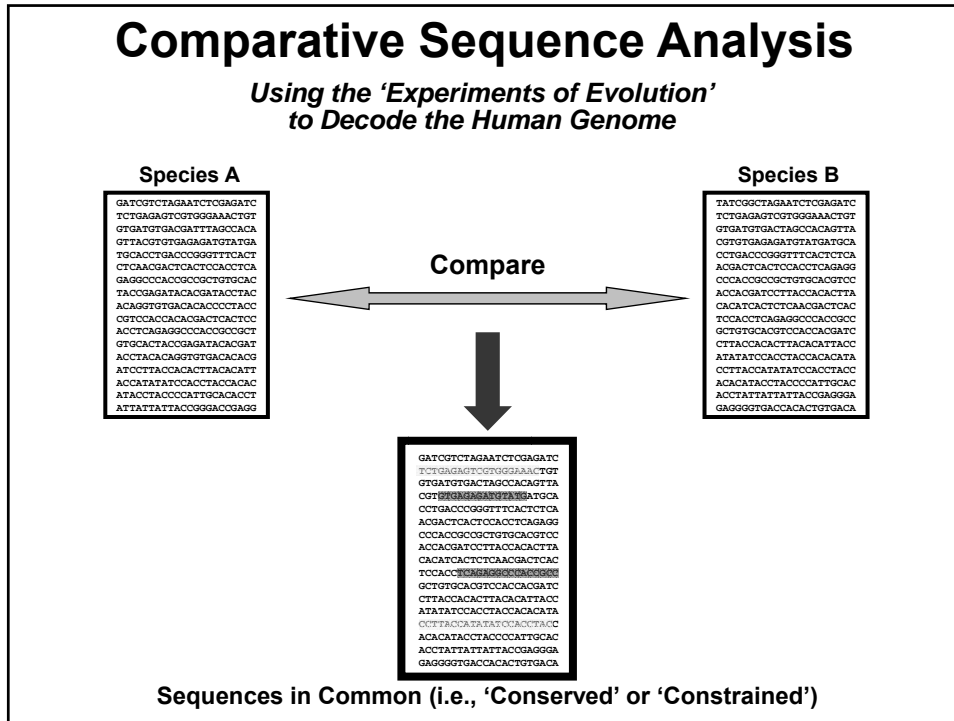 Comparative Sequence Analysis
Using the ‘Experiments of Evolution’
to Decode the Human Genome
Species A
GATCGTCTAGAATCTCGAGATC
TCTGAGAGTCGTGGGAAACTGT
GTGATGTGACGATTTAGCCACA
GTTACGTGTGAGAGATGTATGA
TGCACCTGACCCGGGTTTCACT
CTCAACGACTCACTCCACCTCA
GAGGCCCACCGCCGCTGTGCAC
TACCGAGATACACGATACCTAC
ACAGGTGTGACACACCCCTACC
CGTCCACCACACGACTCACTCC
ACCTCAGAGGCCCACCGCCGCT
GTGCACTACCGAGATACACGAT
ACCTACACAGGTGTGACACACG
ATCCTTACCACACTTACACATT
ACCATATATCCACCTACCACAC
ATACCTACCCCATTGCACACCT
ATTATTATTACCGGGACCGAGG
Species B
TATCGGCTAGAATCTCGAGATC
TCTGAGAGTCGTGGGAAACTGT
GTGATGTGACTAGCCACAGTTA
CGTGTGAGAGATGTATGATGCA
CCTGACCCGGGTTTCACTCTCA
ACGACTCACTCCACCTCAGAGG
CCCACCGCCGCTGTGCACGTCC
ACCACGATCCTTACCACACTTA
CACATCACTCTCAACGACTCAC
TCCACCTCAGAGGCCCACCGCC
GCTGTGCACGTCCACCACGATC
CTTACCACACTTACACATTACC
ATATATCCACCTACCACACATA
CCTTACCATATATCCACCTACC
ACACATACCTACCCCATTGCAC
ACCTATTATTATTACCGAGGGA
GAGGGGTGACCACACTGTGACA
Compare
GATCGTCTAGAATCTCGAGATC
TCTGAGAGTCGTGGGAAACTGT
GTGATGTGACTAGCCACAGTTA
CGTGTGAGAGATGTATGATGCA
CCTGACCCGGGTTTCACTCTCA
ACGACTCACTCCACCTCAGAGG
CCCACCGCCGCTGTGCACGTCC
ACCACGATCCTTACCACACTTA
CACATCACTCTCAACGACTCAC
TCCACCTCAGAGGCCCACCGCC
GCTGTGCACGTCCACCACGATC
CTTACCACACTTACACATTACC
ATATATCCACCTACCACACATA
CCTTACCATATATCCACCTACC
ACACATACCTACCCCATTGCAC
ACCTATTATTATTACCGAGGGA
GAGGGGTGACCACACTGTGACA
Sequences in Common (i.e., ‘Conserved’ or ‘Constrained’)